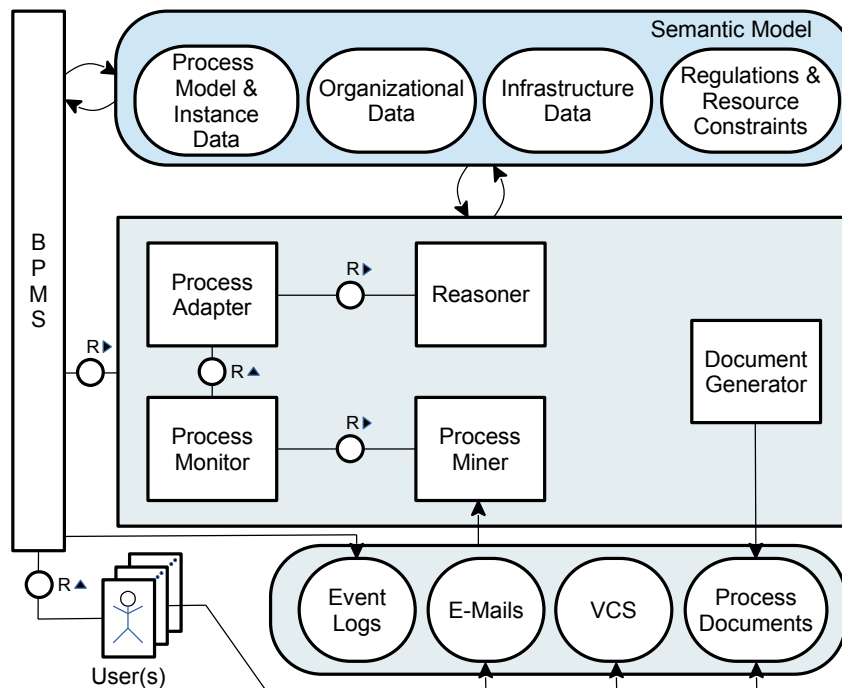 Semantic Model
Process
Model &
Instance
Data
Organizational
Data
Infrastructure
Data
Regulations &
Resource
Constraints
B
P
M
S
R
Process
Adapter
R
Reasoner
R
Process
Monitor
R
Process
Miner
Document
Generator
R
User(s)
Event
Logs
E-Mails
VCS
Process
Documents